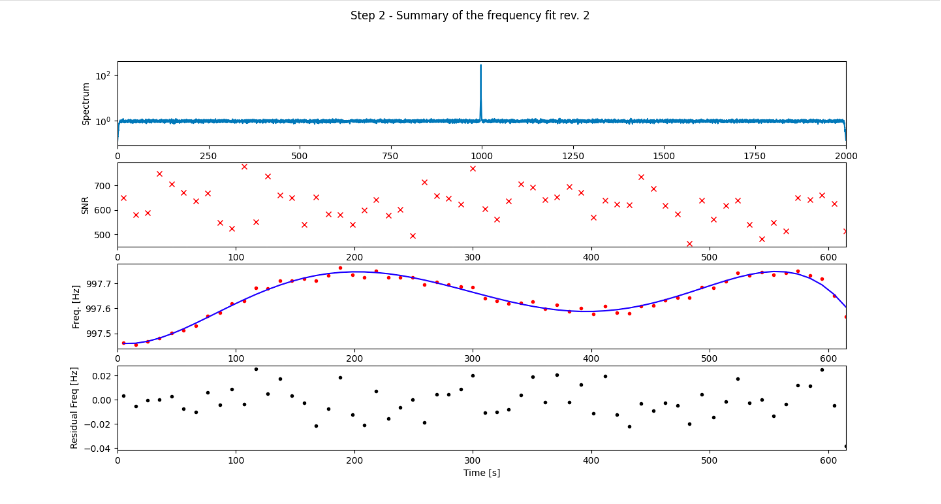 Step 2 - Summary of the frequency fit rev. 2
Spectrum
10²
10⁰
0 250 500 750 1000 1250 1500 1750 2000
SNR
700
600
500
0 100 200 300 400 500 600
Freq. [Hz]
997.7
997.6
997.5
0 100 200 300 400 500 600
Residual Freq [Hz]
0.02
0.00
−0.02
−0.04
0 100 200 300 400 500 600
Time [s]